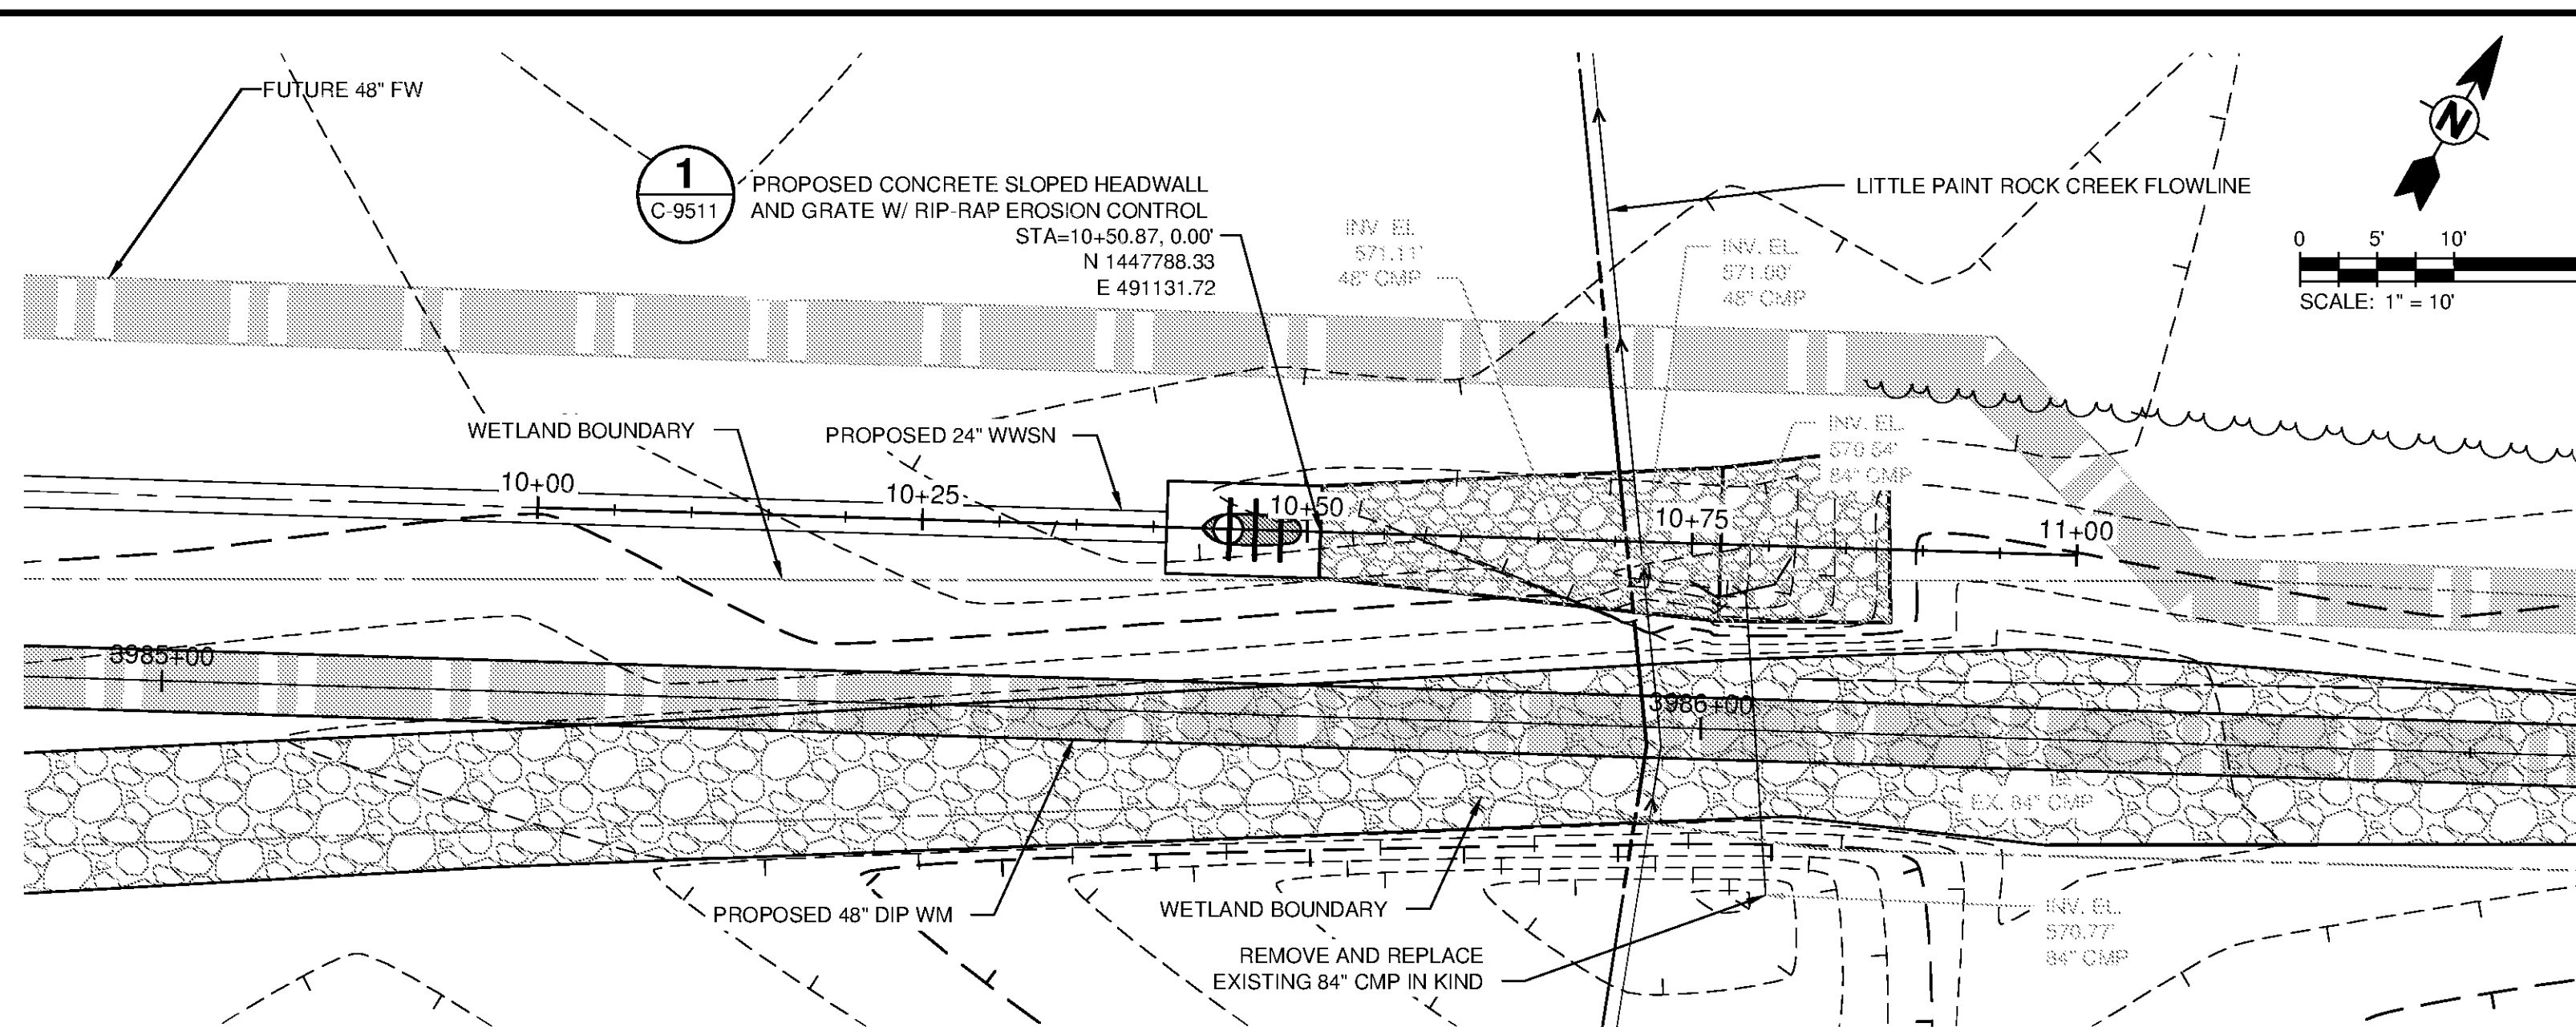 FUTURE 48" FW
1
C-9511
PROPOSED CONCRETE SLOPED HEADWALL
AND GRATE W/ RIP-RAP EROSION CONTROL
STA=10+50.87, 0.00'
N 1447788.33
E 491131.72
INV. EL.
571.11'
48" CMP
INV. EL.
571.00'
48" CMP
LITTLE PAINT ROCK CREEK FLOWLINE
N
0 5' 10'
SCALE: 1" = 10'
WETLAND BOUNDARY
PROPOSED 24" WWSN
INV. EL.
570.54'
84" CMP
10+00
10+25
10+50
10+75
11+00
3985+00
3986+00
EX. 84" CMP
PROPOSED 48" DIP WM
WETLAND BOUNDARY
REMOVE AND REPLACE
EXISTING 84" CMP IN KIND
INV. EL.
570.77'
84" CMP